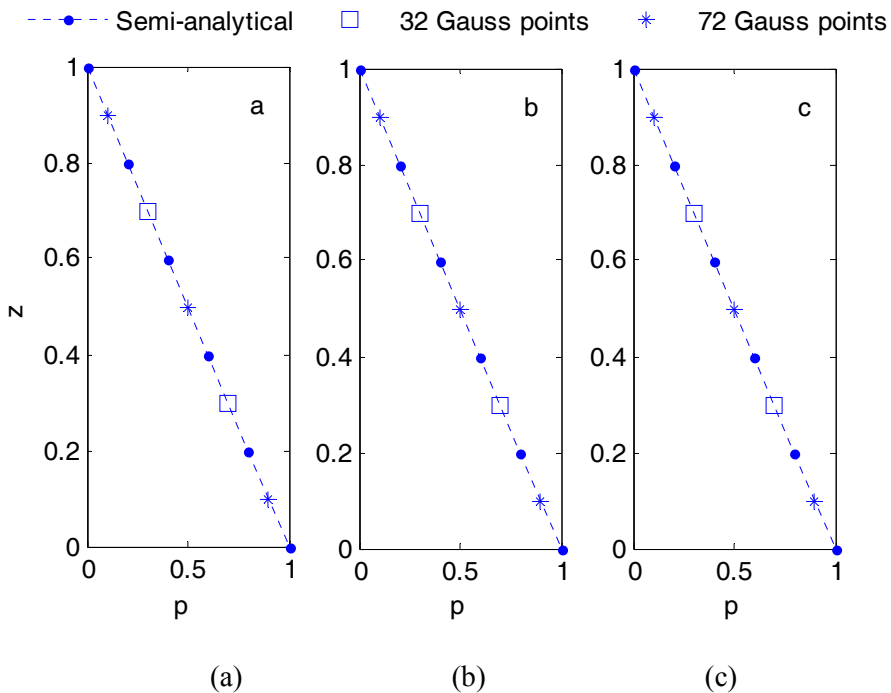 Semi-analytical 32 Gauss points 72 Gauss points
1 1 1
a b c
0.8 0.8 0.8
0.6 0.6 0.6
z
0.4 0.4 0.4
0.2 0.2 0.2
0 0 0
0 0.5 1 0 0.5 1 0 0.5 1
p p p
(a) (b) (c)